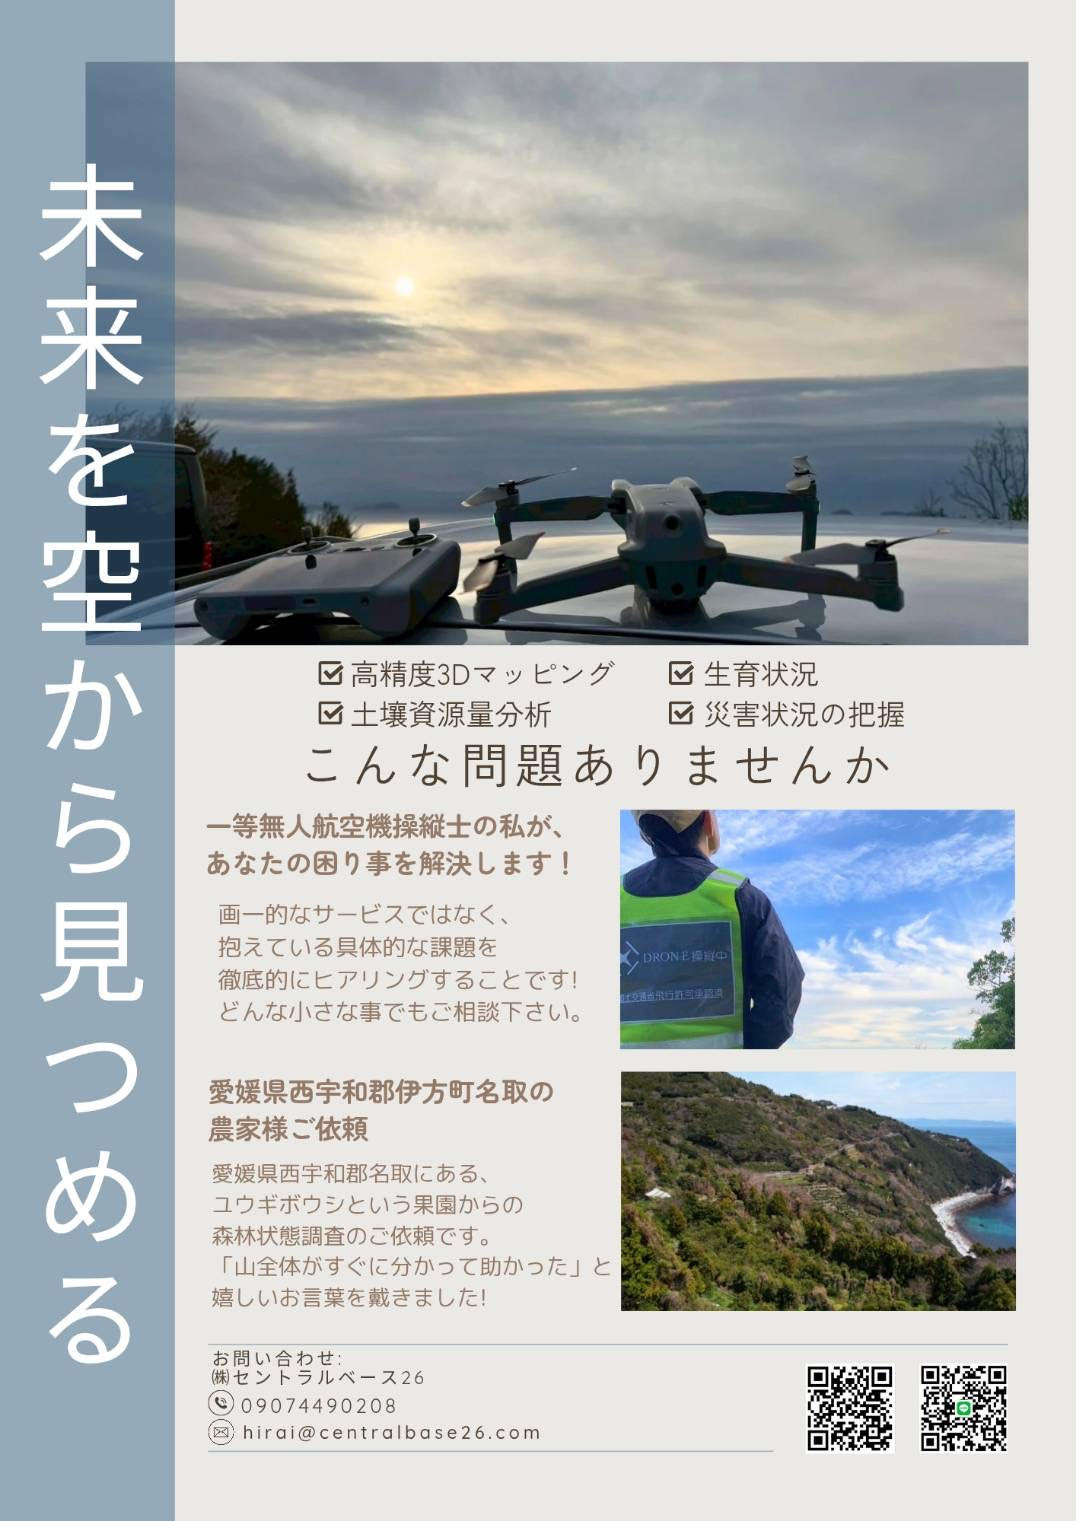 未来を空から見つめる
高精度3Dマッピング
生育状況
土壌資源量分析
災害状況の把握
こんな問題ありませんか
一等無人航空機操縦士の私が、
あなたの困り事を解決します！
画一的なサービスではなく、
抱えている具体的な課題を
徹底的にヒアリングすることです!
どんな小さな事でもご相談下さい。
DRONE操縦中
国土交通省飛行許可承認済
愛媛県西宇和郡伊方町名取の
農家様ご依頼
愛媛県西宇和郡名取にある、
ユウギボウシという果園からの
森林状態調査のご依頼です。
「山全体がすぐに分かって助かった」と
嬉しいお言葉を戴きました!
お問い合わせ:
㈱セントラルベース26
09074490208
hirai@centralbase26.com